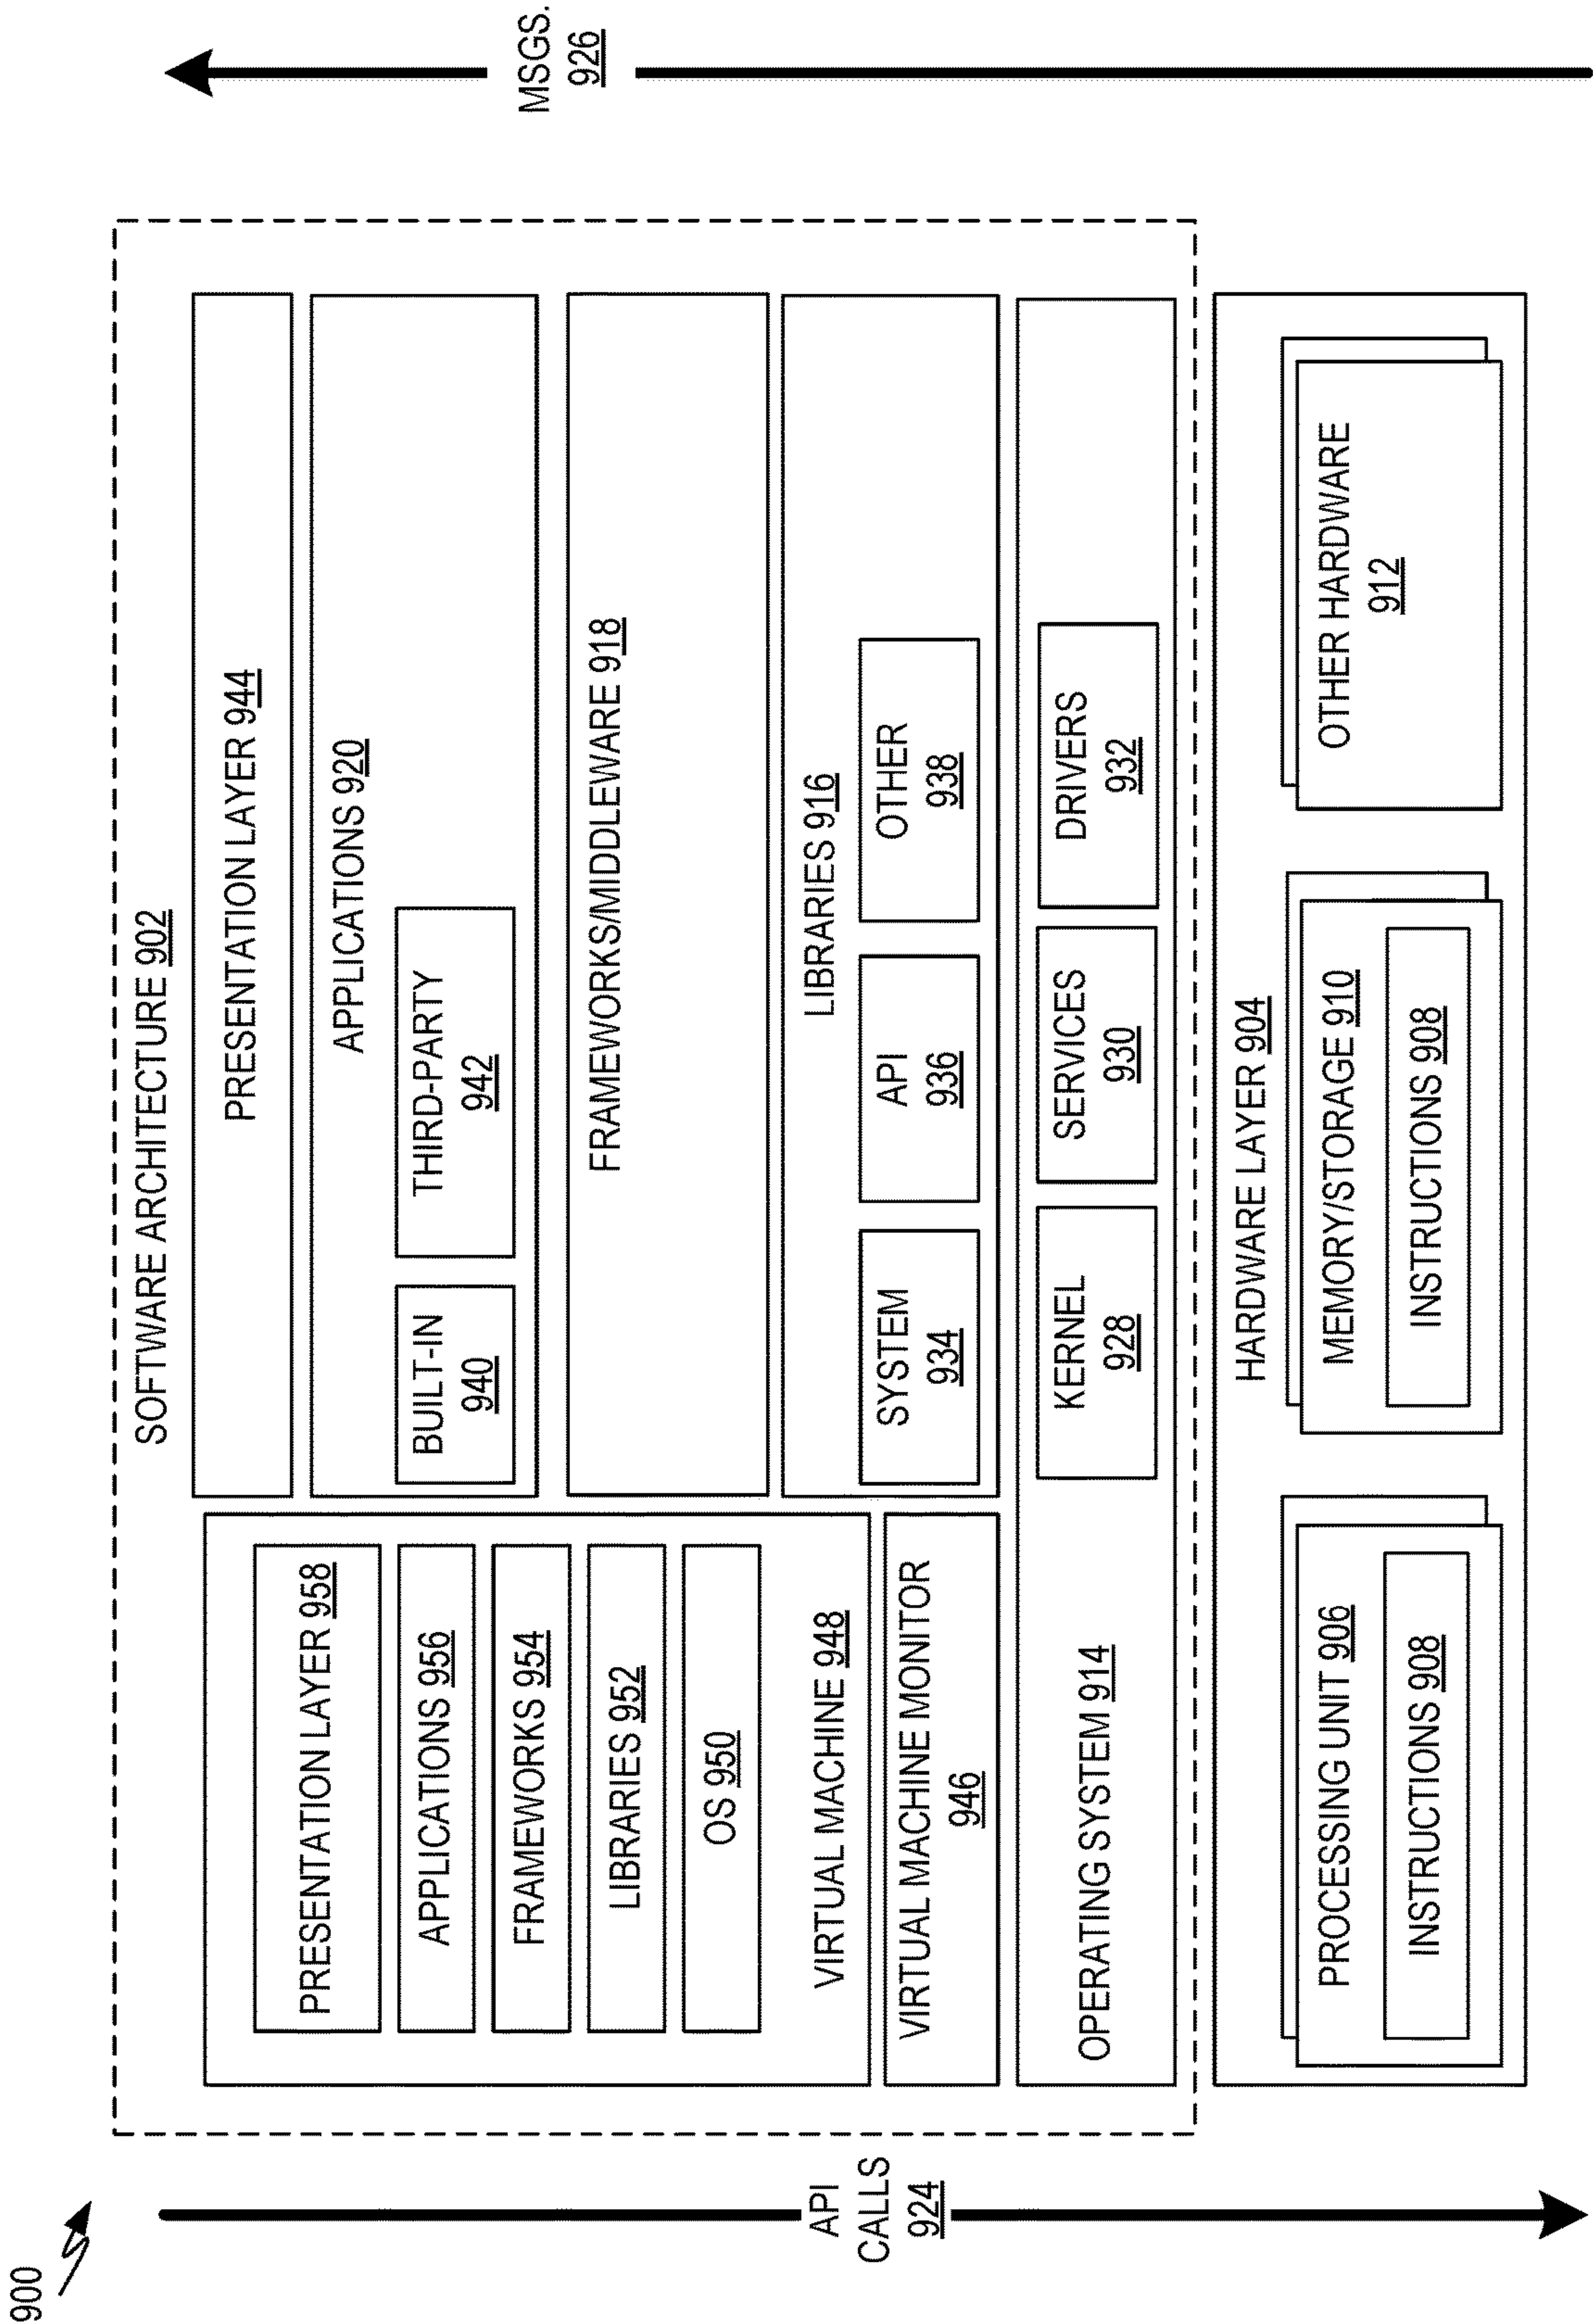 900
SOFTWARE ARCHITECTURE 902
PRESENTATION LAYER 958
APPLICATIONS 956
FRAMEWORKS 954
LIBRARIES 952
OS 950
VIRTUAL MACHINE 948
VIRTUAL MACHINE MONITOR
946
PRESENTATION LAYER 944
APPLICATIONS 920
BUILT-IN
940
THIRD-PARTY
942
FRAMEWORKS/MIDDLEWARE 918
LIBRARIES 916
SYSTEM
934
API
936
OTHER
938
OPERATING SYSTEM 914
KERNEL
928
SERVICES
930
DRIVERS
932
HARDWARE LAYER 904
PROCESSING UNIT 906
INSTRUCTIONS 908
MEMORY/STORAGE 910
INSTRUCTIONS 908
OTHER HARDWARE
912
API
CALLS
924
MSGS.
926